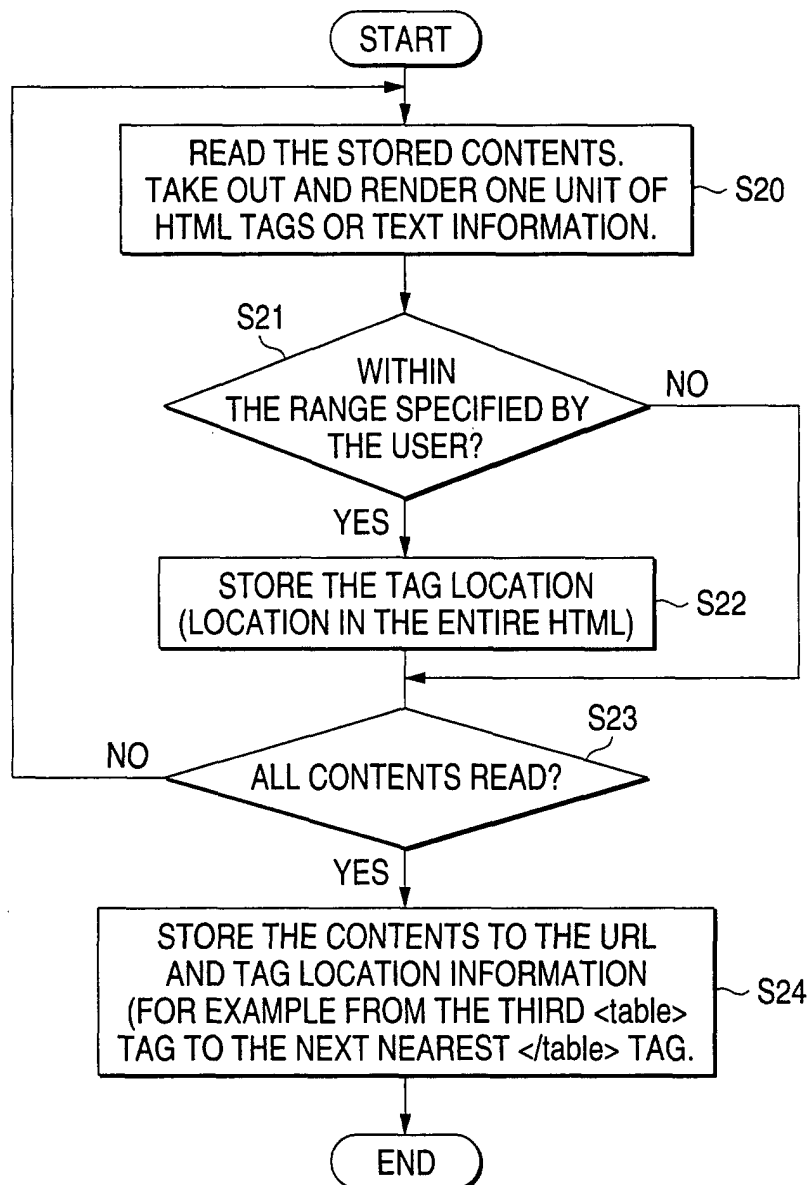 START
READ THE STORED CONTENTS.
TAKE OUT AND RENDER ONE UNIT OF
HTML TAGS OR TEXT INFORMATION.
S20
S21
WITHIN
THE RANGE SPECIFIED BY
THE USER?
NO
YES
STORE THE TAG LOCATION
(LOCATION IN THE ENTIRE HTML)
S22
S23
NO
ALL CONTENTS READ?
YES
STORE THE CONTENTS TO THE URL
AND TAG LOCATION INFORMATION
(FOR EXAMPLE FROM THE THIRD <table>
TAG TO THE NEXT NEAREST </table> TAG.
S24
END